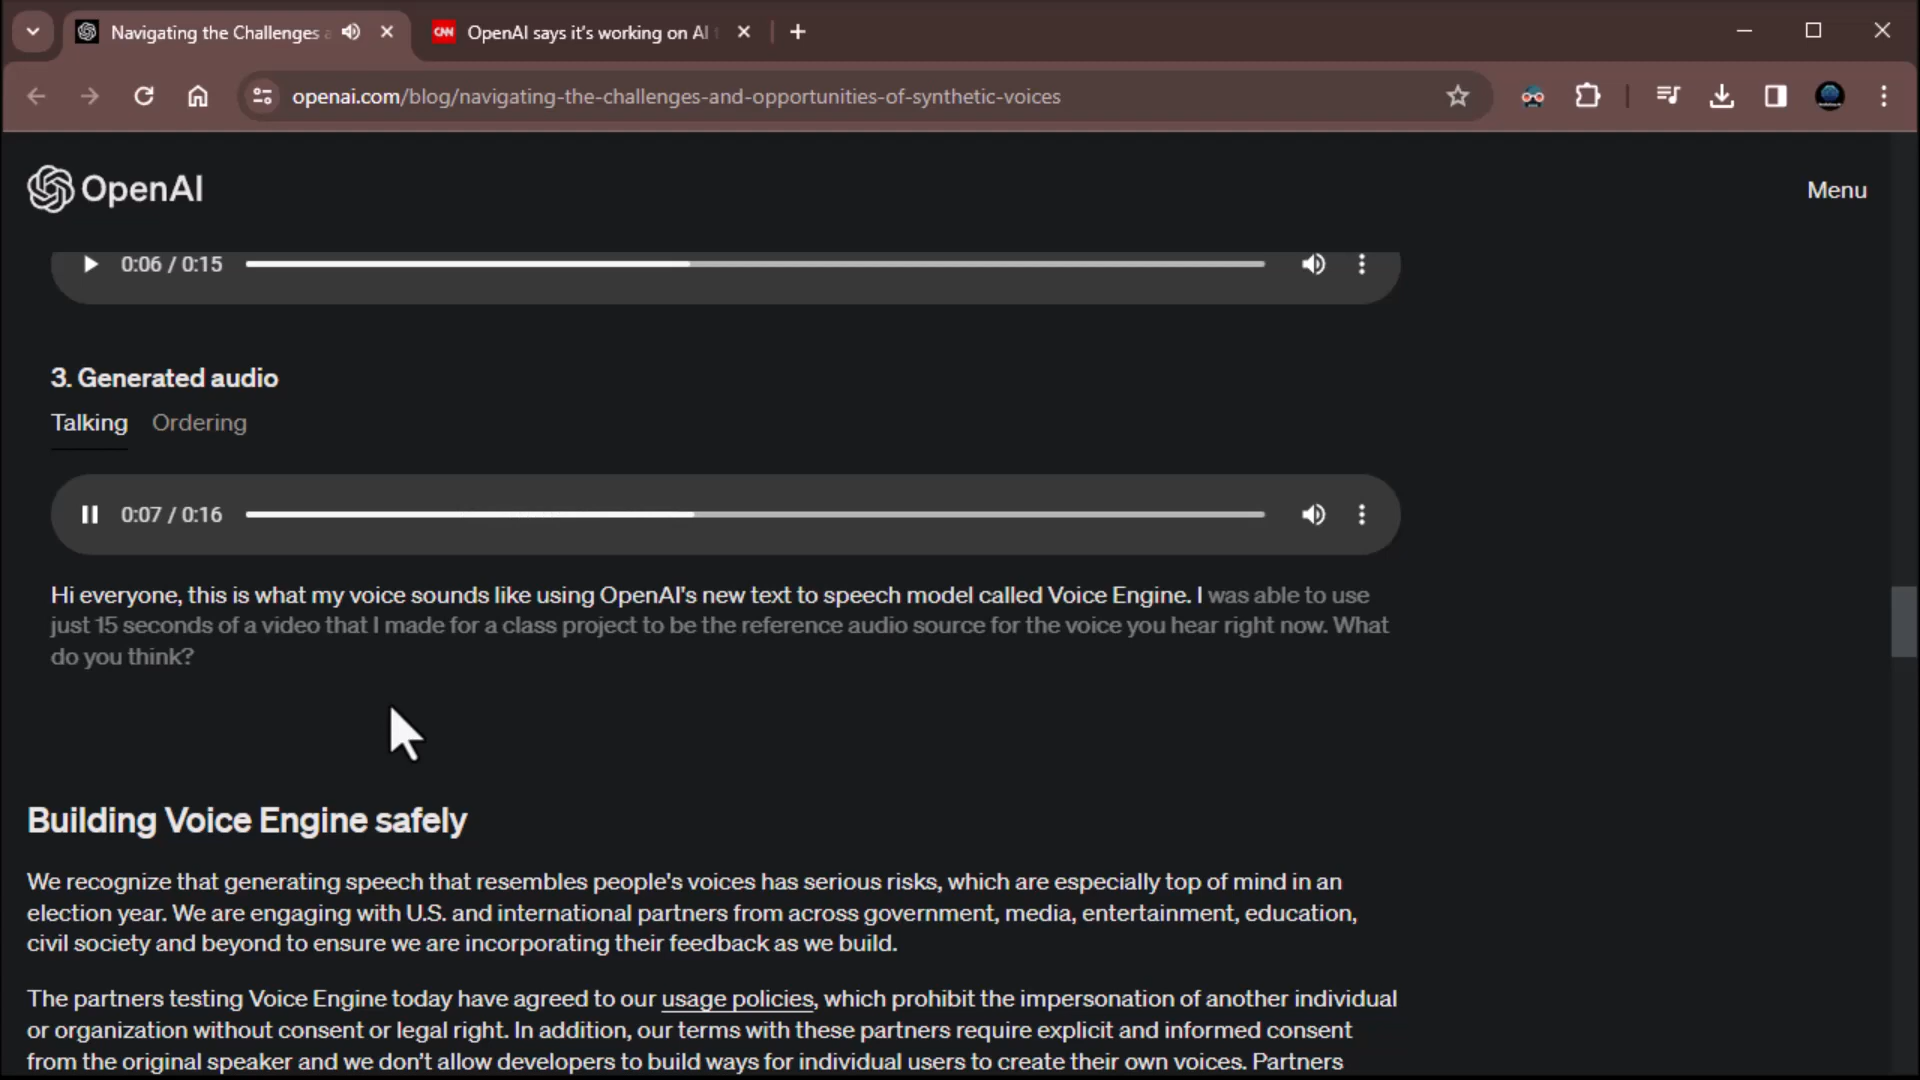 Navigating the Challenges a
OpenAI says it's working on AI t
openai.com/blog/navigating-the-challenges-and-opportunities-of-synthetic-voices
OpenAI
Menu
0:06 / 0:15
3. Generated audio
Talking Ordering
0:07 / 0:16
Hi everyone, this is what my voice sounds like using OpenAI's new text to speech model called Voice Engine. I was able to use
just 15 seconds of a video that I made for a class project to be the reference audio source for the voice you hear right now. What
do you think?
Building Voice Engine safely
We recognize that generating speech that resembles people's voices has serious risks, which are especially top of mind in an
election year. We are engaging with U.S. and international partners from across government, media, entertainment, education,
civil society and beyond to ensure we are incorporating their feedback as we build.
The partners testing Voice Engine today have agreed to our usage policies, which prohibit the impersonation of another individual
or organization without consent or legal right. In addition, our terms with these partners require explicit and informed consent
from the original speaker and we don't allow developers to build ways for individual users to create their own voices. Partners